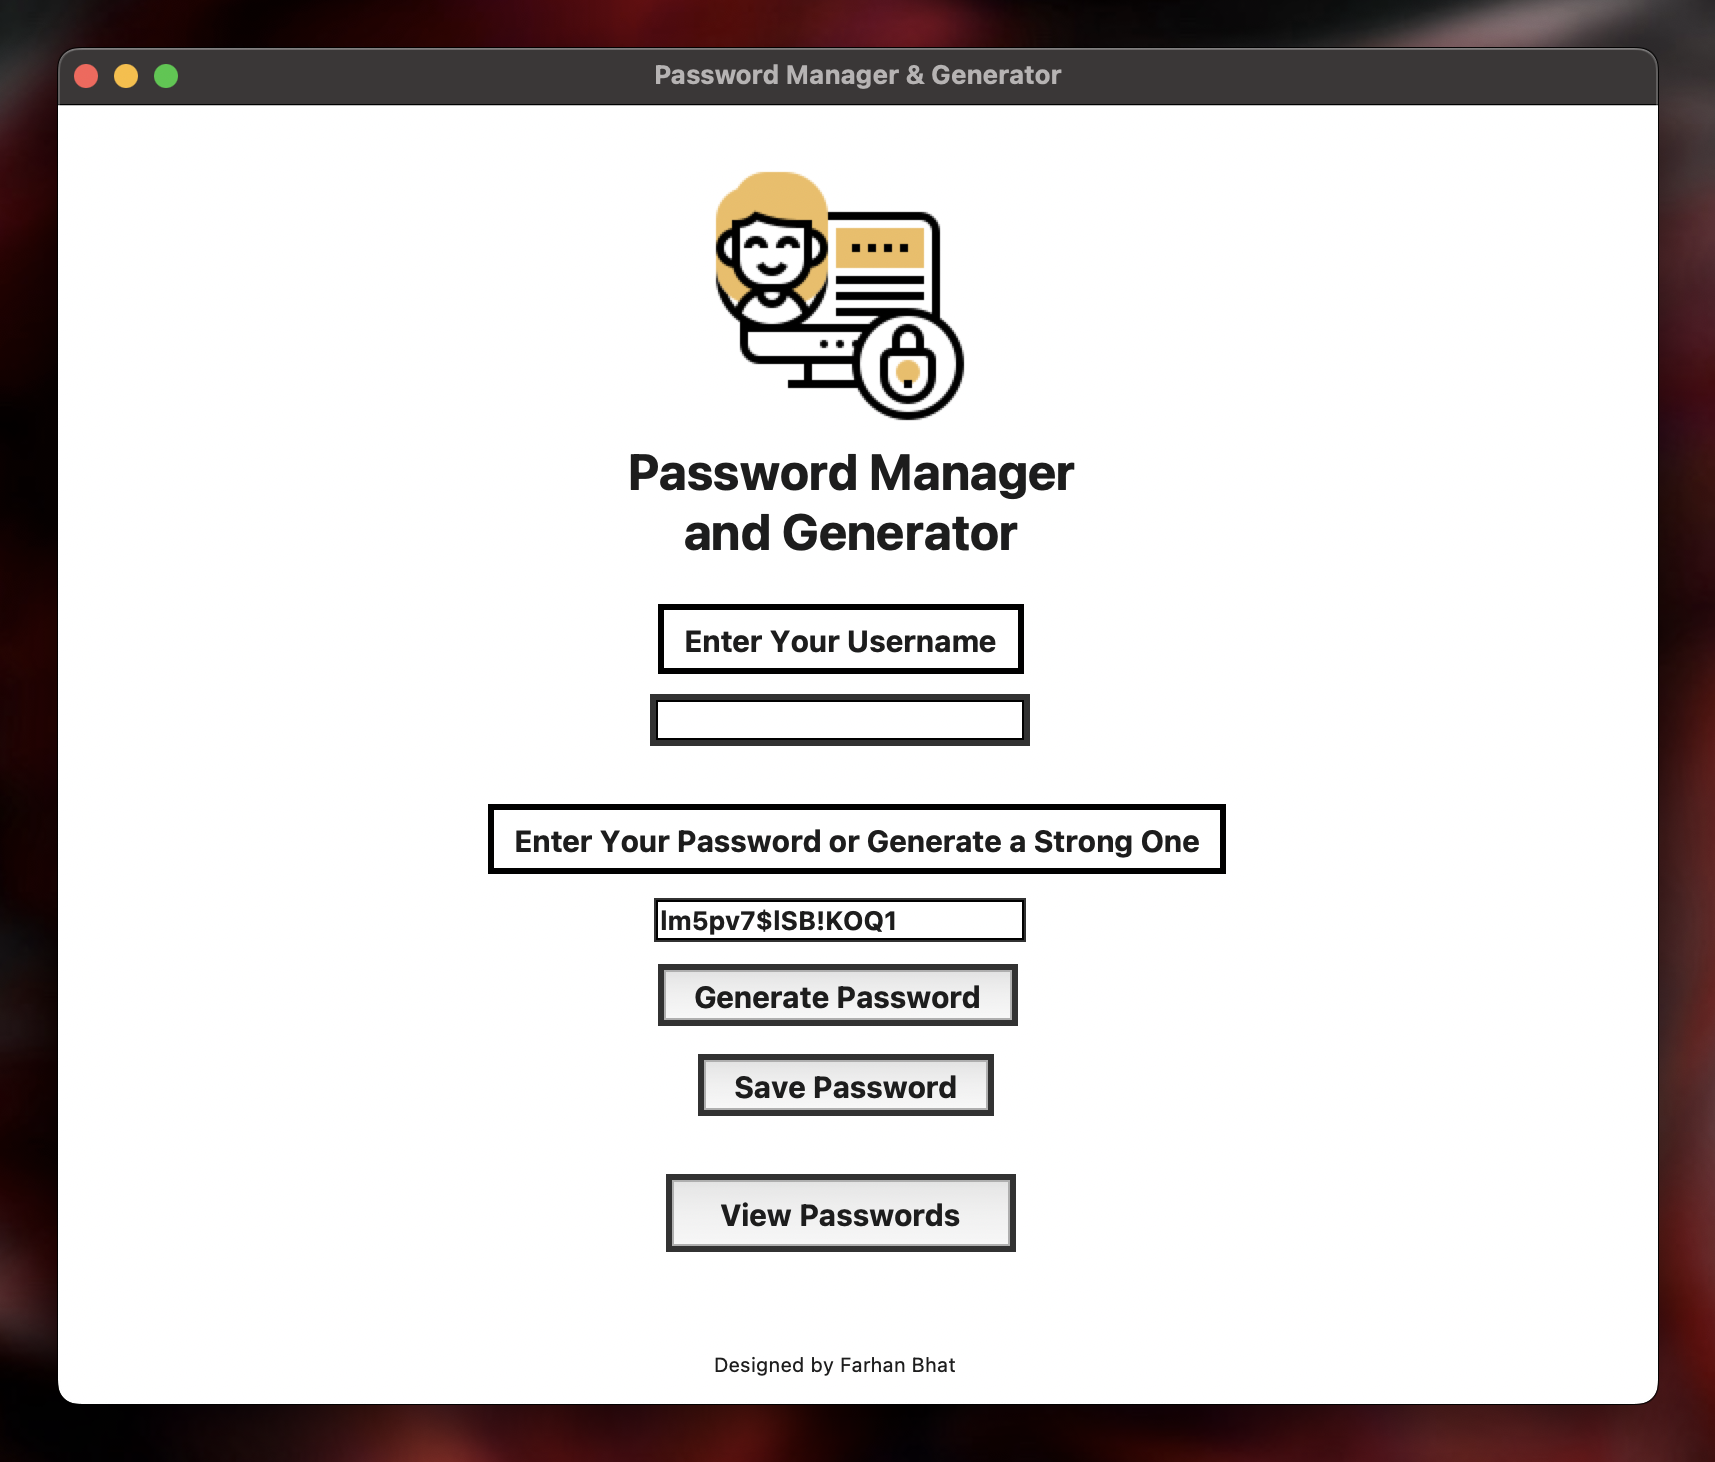 Password Manager & Generator
Password Manager
and Generator
Enter Your Username
Enter Your Password or Generate a Strong One
lm5pv7$lSB!KOQ1
Generate Password
Save Password
View Passwords
Designed by Farhan Bhat